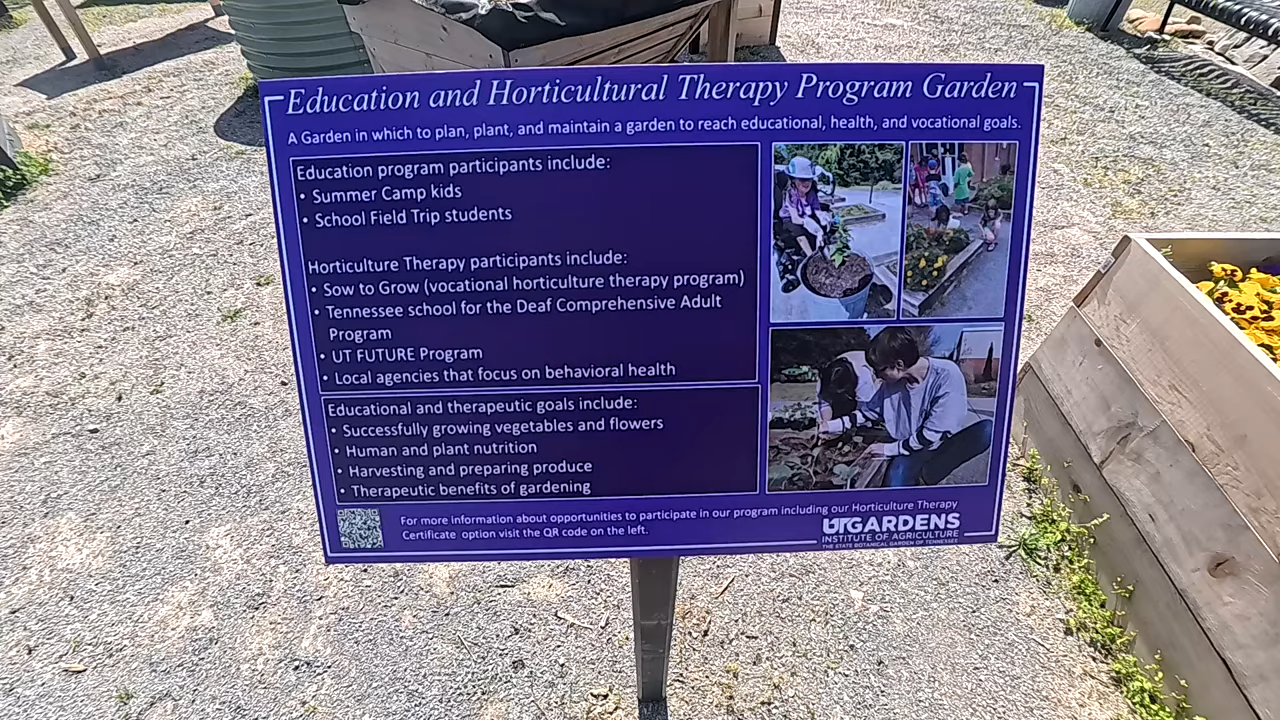 Education and Horticultural Therapy Program Garden
A Garden in which to plan, plant, and maintain a garden to reach educational, health, and vocational goals.
Education program participants include:
• Summer Camp kids
• School Field Trip students
Horticulture Therapy participants include:
• Sow to Grow (vocational horticulture therapy program)
• Tennessee school for the Deaf Comprehensive Adult
Program
• UT FUTURE Program
• Local agencies that focus on behavioral health
Educational and therapeutic goals include:
• Successfully growing vegetables and flowers
• Human and plant nutrition
• Harvesting and preparing produce
• Therapeutic benefits of gardening
For more information about opportunities to participate in our program including our Horticulture Therapy
Certificate option visit the QR code on the left.
UT GARDENS
INSTITUTE OF AGRICULTURE
THE STATE BOTANICAL GARDEN OF TENNESSEE